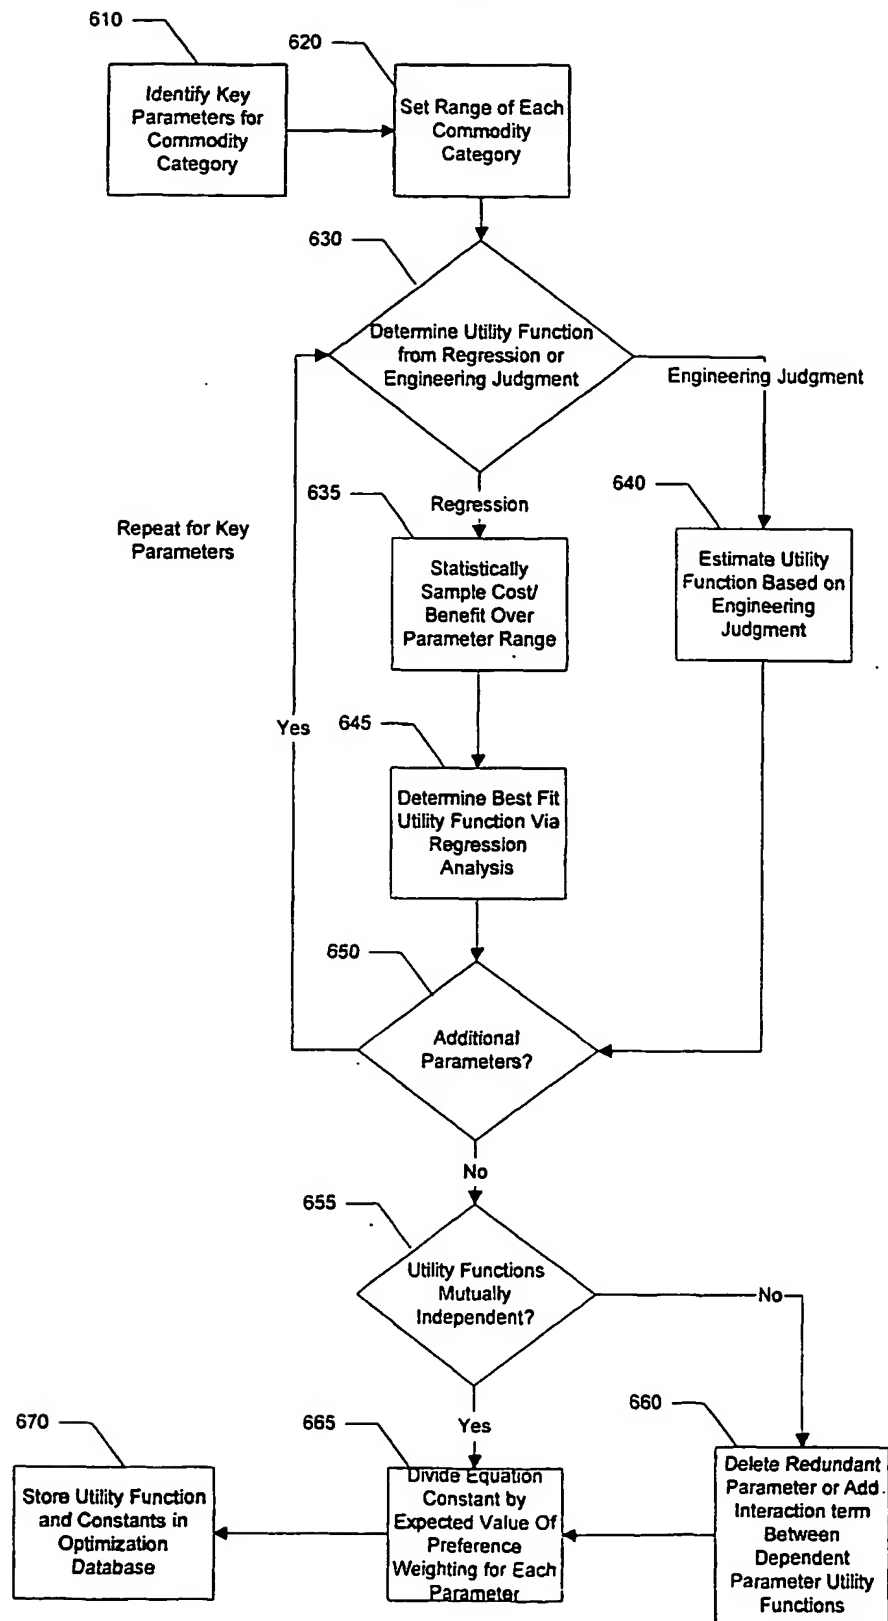 610
Identify Key
Parameters for
Commodity
Category
620
Set Range of Each
Commodity
Category
630
Determine Utility Function
from Regression or
Engineering Judgment
Engineering Judgment
Regression
635
Statistically
Sample Cost/
Benefit Over
Parameter Range
640
Estimate Utility
Function Based on
Engineering
Judgment
Repeat for Key
Parameters
Yes
645
Determine Best Fit
Utility Function Via
Regression
Analysis
650
Additional
Parameters?
No
655
Utility Functions
Mutually
Independent?
No
Yes
660
Delete Redundant
Parameter or Add
Interaction term
Between
Dependent
Parameter Utility
Functions
665
Divide Equation
Constant by
Expected Value Of
Preference
Weighting for Each
Parameter
670
Store Utility Function
and Constants in
Optimization
Database